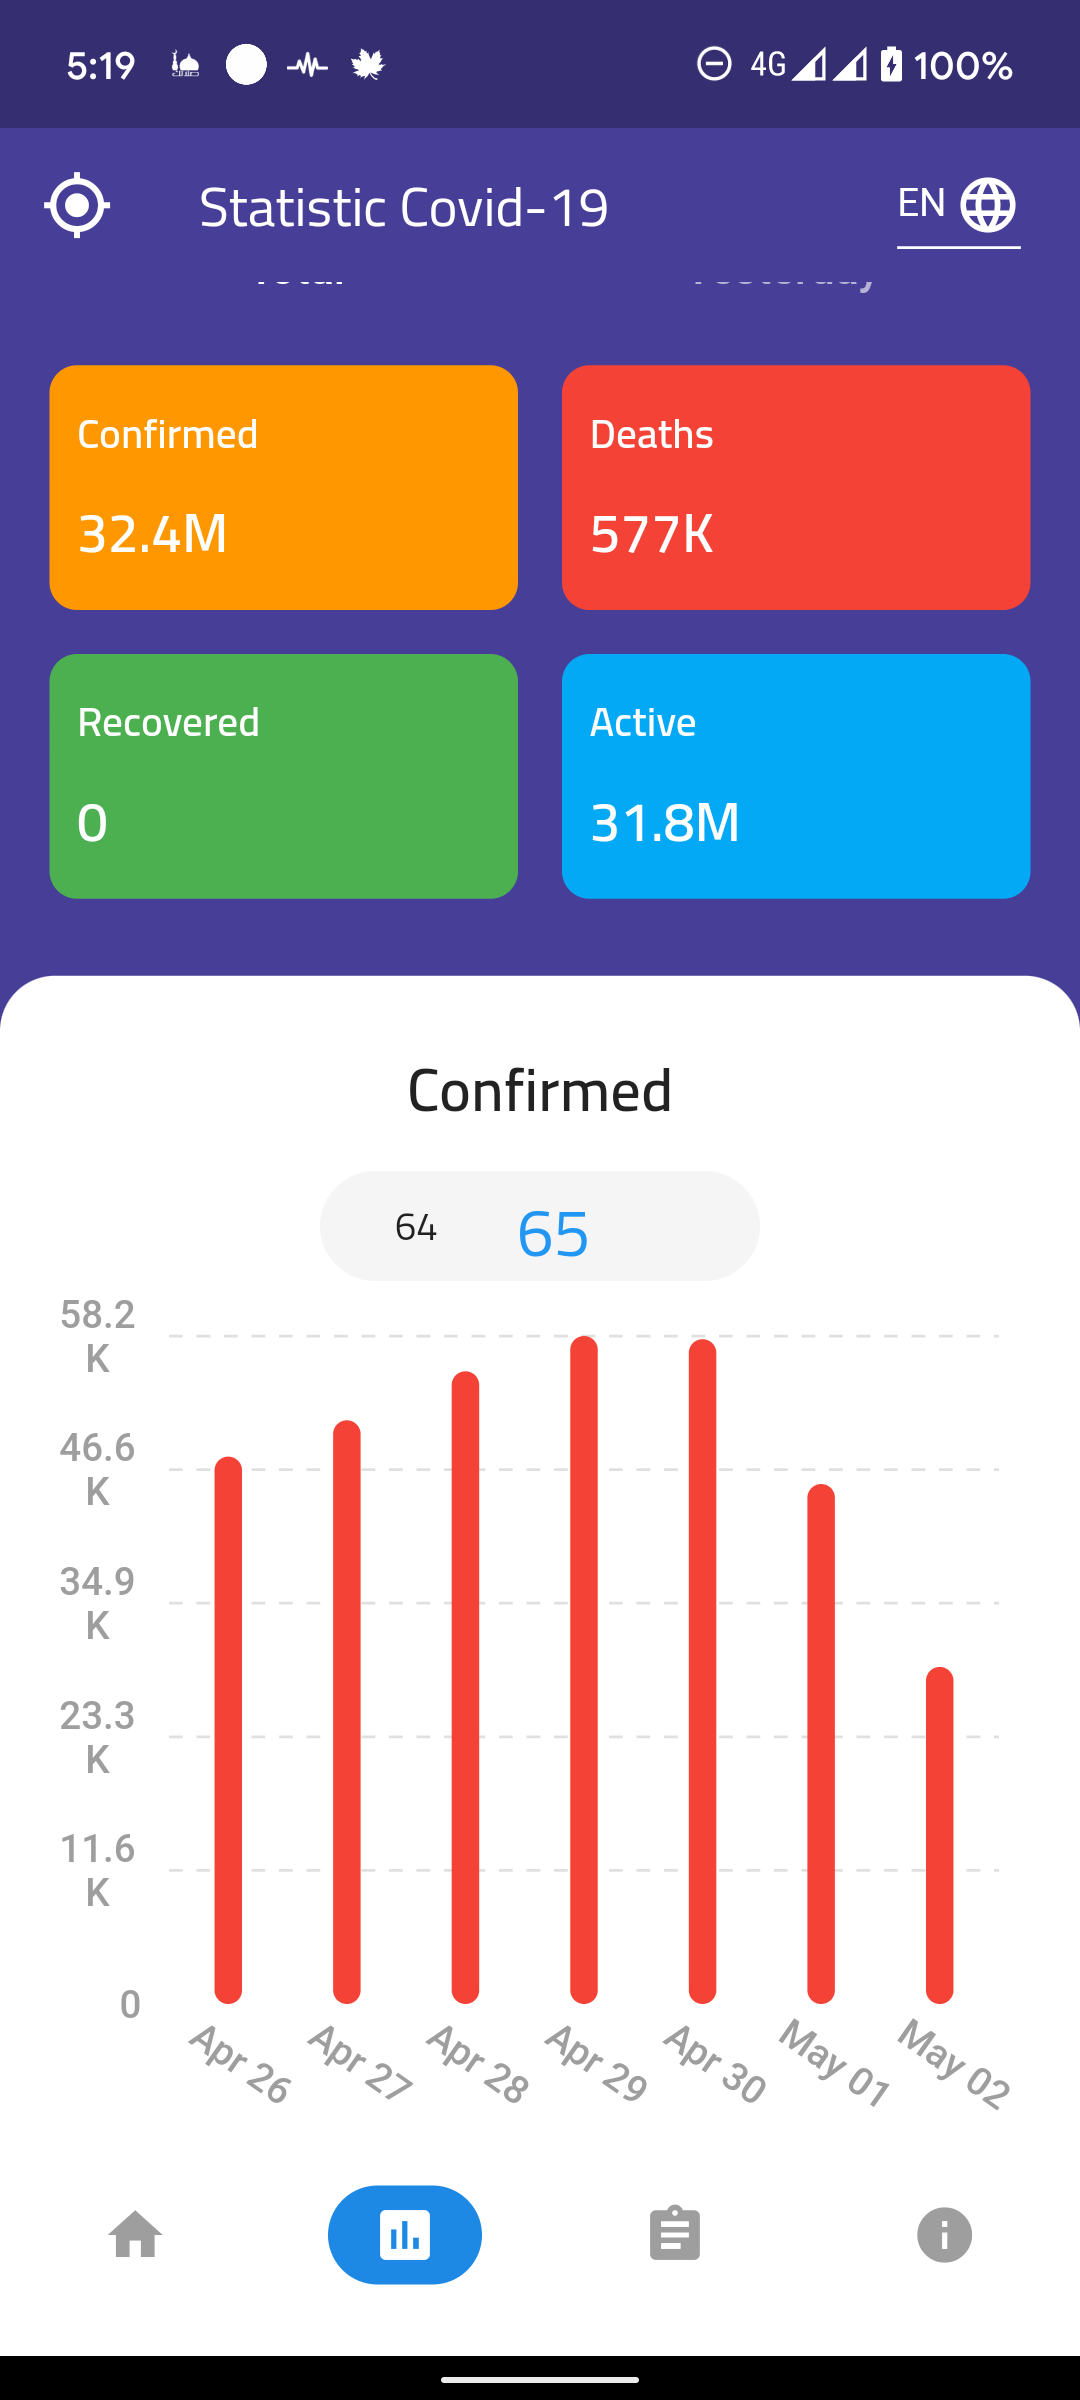 5:19 4G 100%
Statistic Covid-19 EN
Total Yesterday
Confirmed Deaths
32.4M 577K
Recovered Active
0 31.8M
Confirmed
64 65
58.2
K
46.6
K
34.9
K
23.3
K
11.6
K
0
Apr 26 Apr 27 Apr 28 Apr 29 Apr 30 May 01 May 02